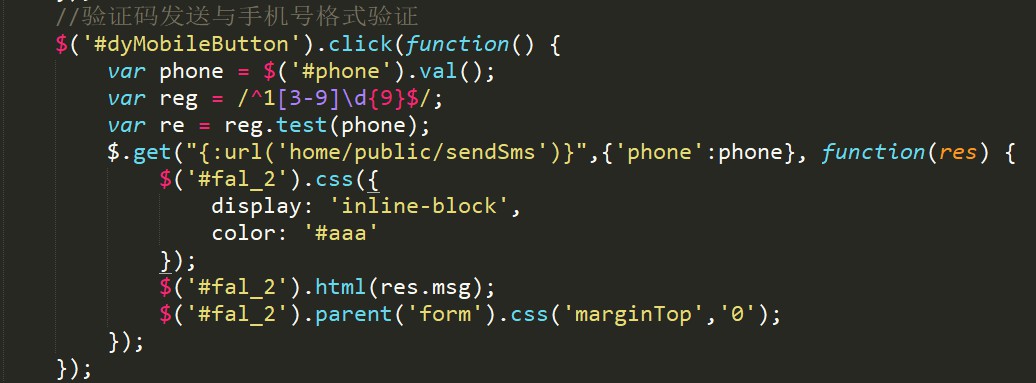 //验证码发送与手机号格式验证
$('#dyMobileButton').click(function() {
var phone = $('#phone').val();
var reg = /^1[3-9]\d{9}$/;
var re = reg.test(phone);
$.get("{:url('home/public/sendSms')}",{'phone':phone}, function(res) {
$('#fal_2').css({
display: 'inline-block',
color: '#aaa'
});
$('#fal_2').html(res.msg);
$('#fal_2').parent('form').css('marginTop','0');
});
});